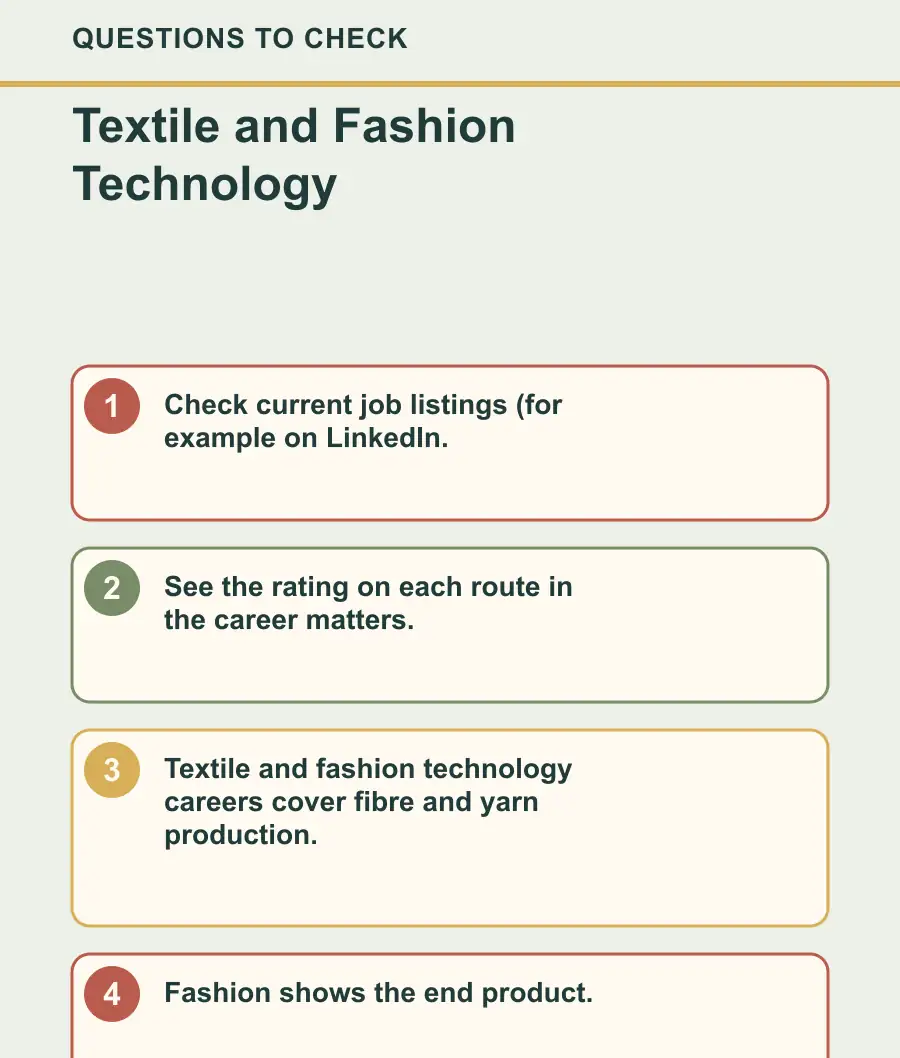 QUESTIONS TO CHECK
Textile and Fashion
Technology
1
Check current job listings (for
example on LinkedIn.
2
See the rating on each route in
the career matters.
3
Textile and fashion technology
careers cover fibre and yarn
production.
4
Fashion shows the end product.